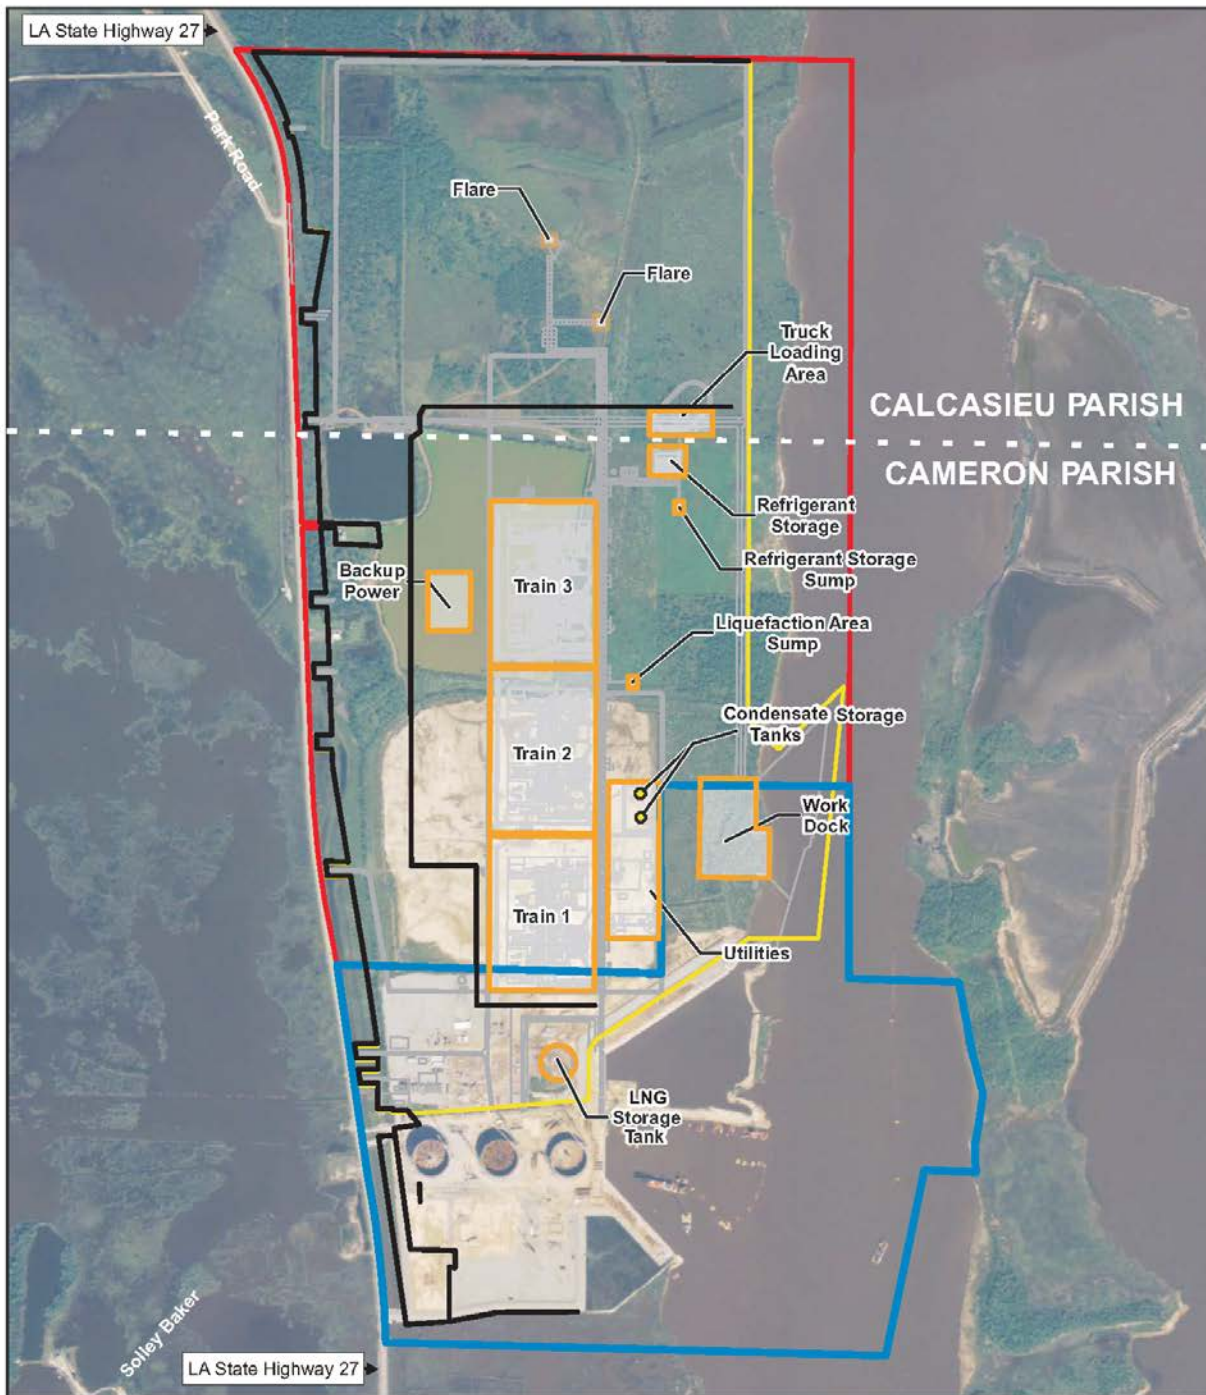 LA State Highway 27
Park Road
Flare
Flare
Truck
Loading
Area
CALCASIEU PARISH
CAMERON PARISH
Refrigerant
Storage
Refrigerant Storage
Sump
Backup
Power
Train 3
Liquefaction Area
Sump
Condensate Storage
Tanks
Train 2
Work
Dock
Train 1
Utilities
LNG
Storage
Tank
Solley Baker
LA State Highway 27